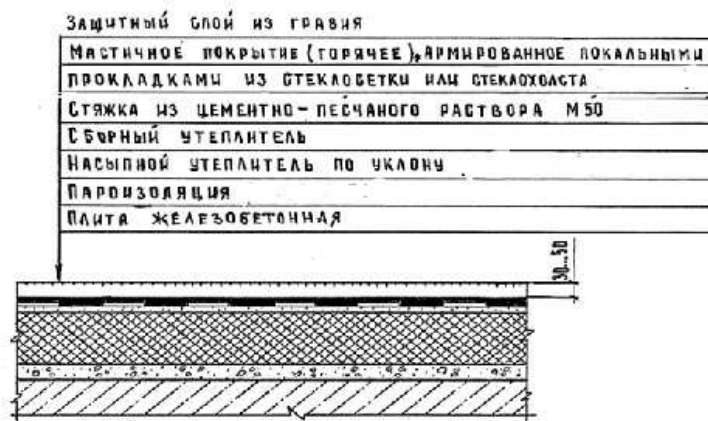 Защитный слой из гравия
Мастичное покрытие (горячее), армированное локальными
прокладками из стеклосетки или стеклохолста
Стяжка из цементно-песчаного раствора М50
Сборный утеплитель
Насыпной утеплитель по уклону
Пароизоляция
Плита железобетонная
30...50